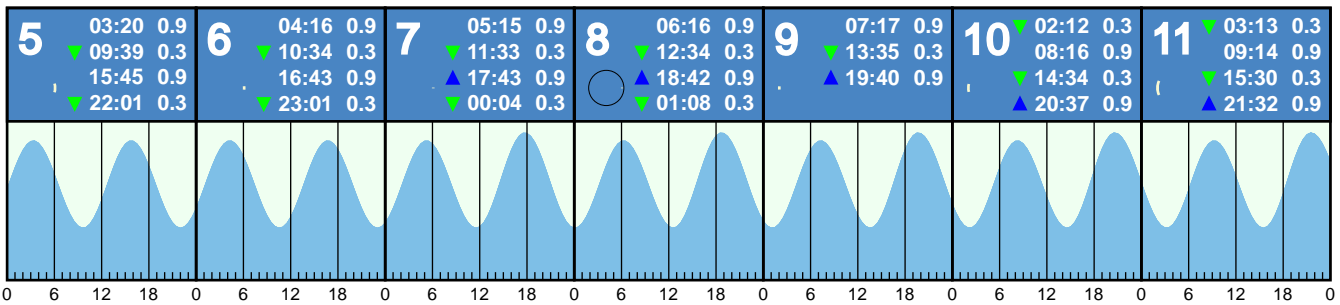 5
03:20 0.9
▼ 09:39 0.3
15:45 0.9
▼ 22:01 0.3
6
04:16 0.9
▼ 10:34 0.3
16:43 0.9
▼ 23:01 0.3
7
05:15 0.9
▼ 11:33 0.3
▲ 17:43 0.9
▼ 00:04 0.3
8
06:16 0.9
▼ 12:34 0.3
▲ 18:42 0.9
▼ 01:08 0.3
9
07:17 0.9
▼ 13:35 0.3
▲ 19:40 0.9
10
▼ 02:12 0.3
08:16 0.9
▼ 14:34 0.3
▲ 20:37 0.9
11
▼ 03:13 0.3
09:14 0.9
▼ 15:30 0.3
▲ 21:32 0.9
0 6 12 18 0 6 12 18 0 6 12 18 0 6 12 18 0 6 12 18 0 6 12 18 0 6 12 18 0